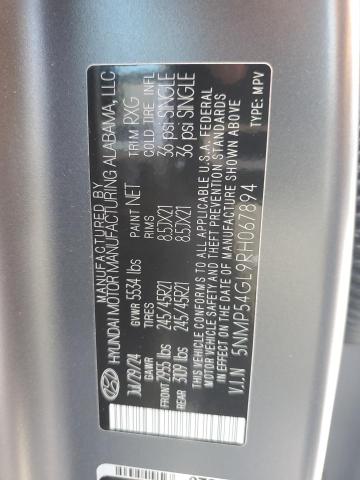 MANUFACTURED BY
HYUNDAI MOTOR MANUFACTURING ALABAMA, LLC
JUL/29/24 GVWR 5534 lbs PAINT NET TRIM RXG
GAWR TIRES RIMS COLD TIRE INFL
FRONT 2955 lbs 245/45R21 8.5JX21 36 psi SINGLE
REAR 3109 lbs 245/45R21 8.5JX21 36 psi SINGLE
THIS VEHICLE CONFORMS TO ALL APPLICABLE U.S.A. FEDERAL
MOTOR VEHICLE SAFETY AND THEFT PREVENTION STANDARDS
IN EFFECT ON THE DATE OF MANUFACTURE SHOWN ABOVE
V.I.N 5NMP54GL9RH067894 TYPE: MPV